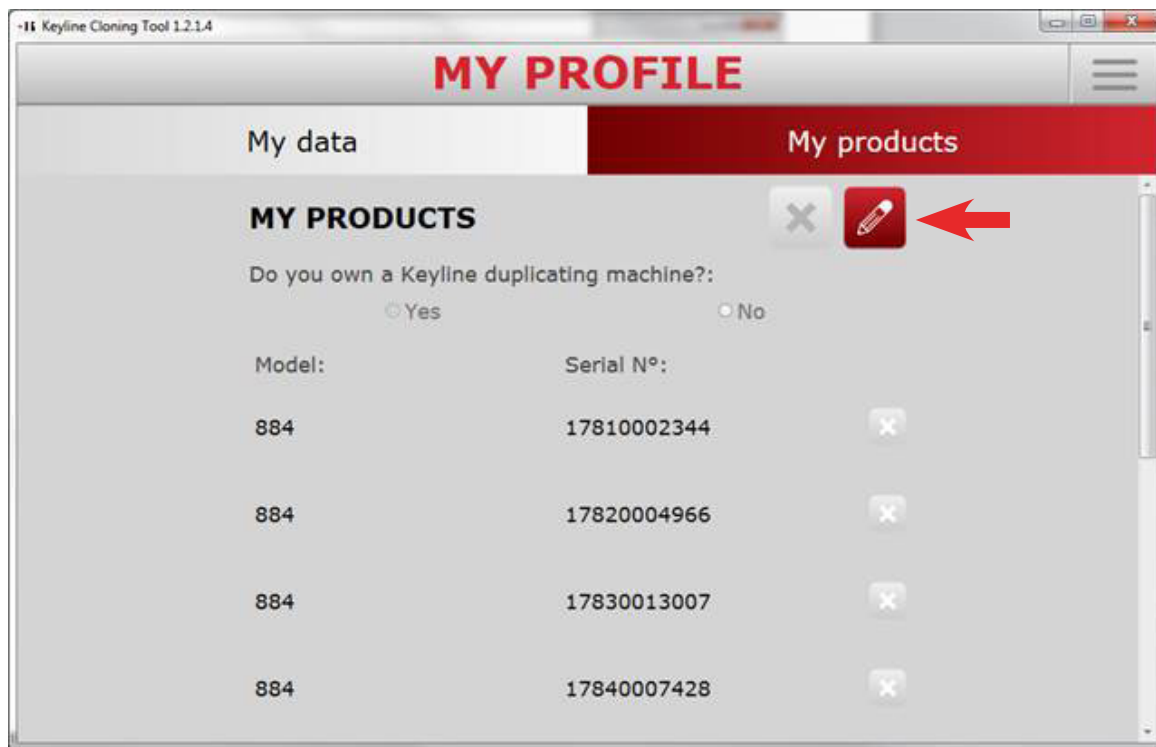 Keyline Cloning Tool 1.2.1.4
MY PROFILE
My data My products
MY PRODUCTS
Do you own a Keyline duplicating machine?:
Yes No
Model: Serial Nº:
884 17810002344
884 17820004966
884 17830013007
884 17840007428